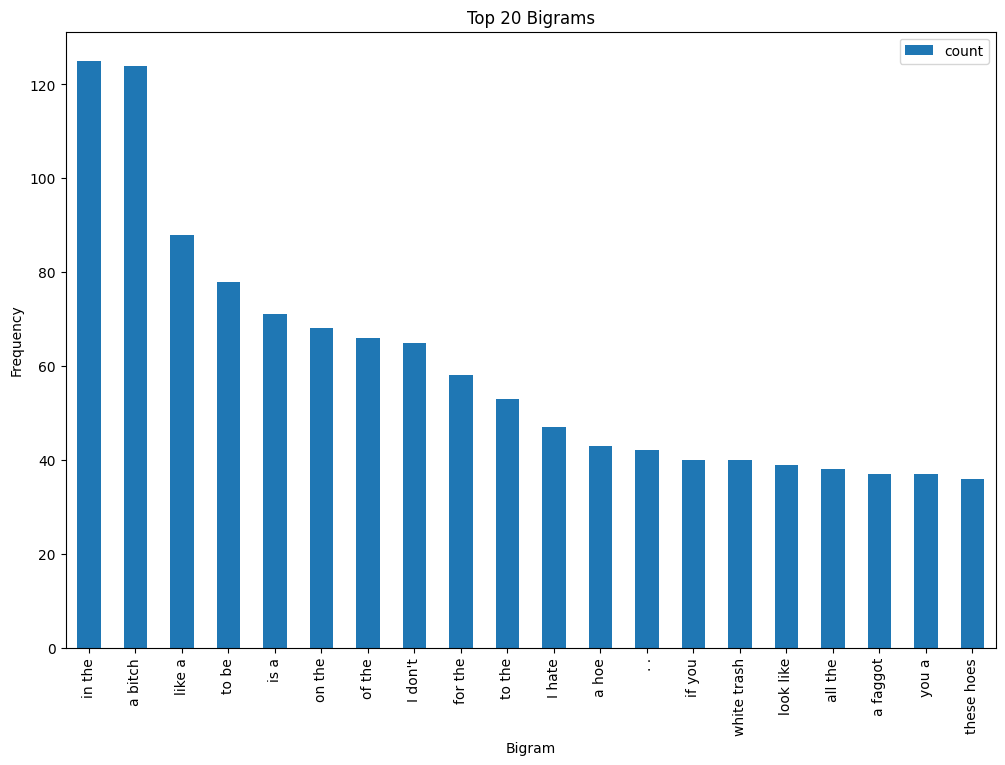 Top 20 Bigrams
count
Frequency
120
100
80
60
40
20
0
in the
a bitch
like a
to be
is a
on the
of the
I don't
for the
to the
I hate
a hoe
. .
if you
white trash
look like
all the
a faggot
you a
these hoes
Bigram